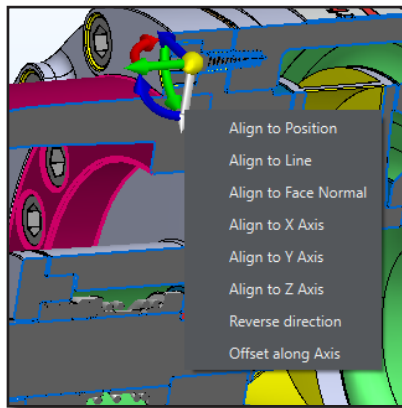 Align to Position
Align to Line
Align to Face Normal
Align to X Axis
Align to Y Axis
Align to Z Axis
Reverse direction
Offset along Axis